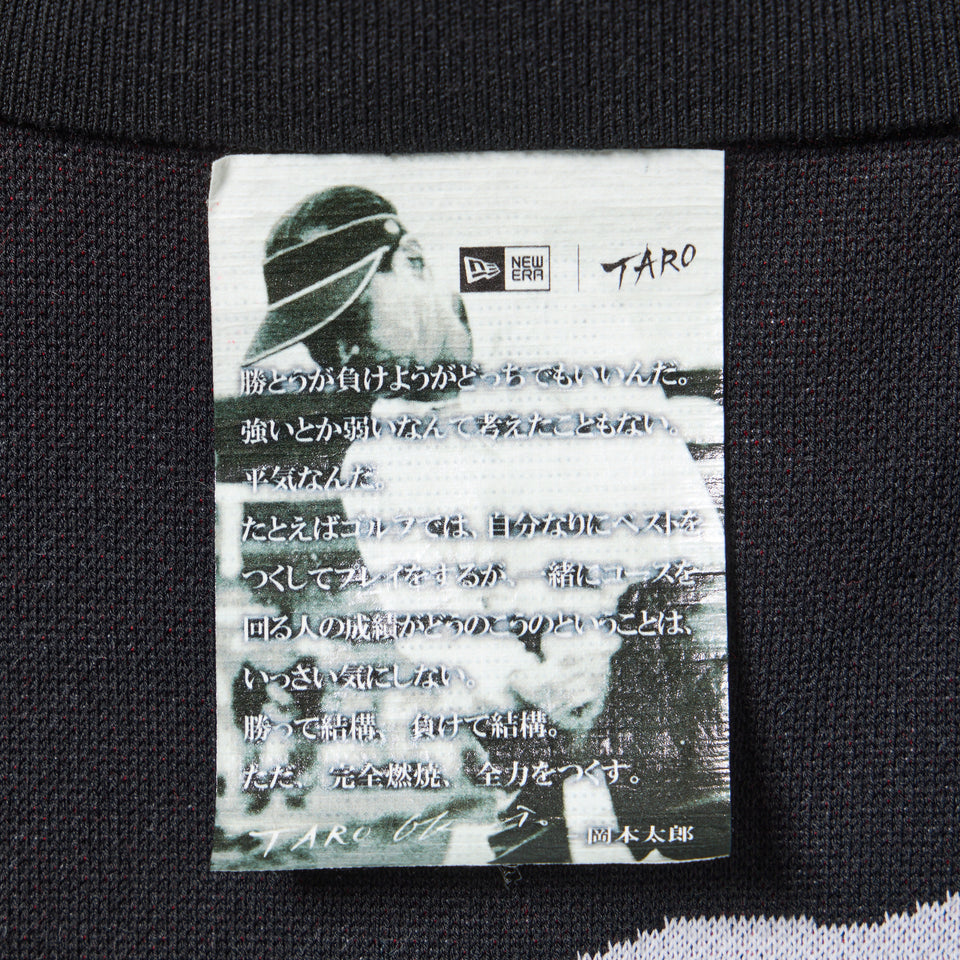 NEW ERA
TARO
勝とうが負けようがどっちでもいいんだ。
強いとか弱いなんて考えたこともない。
平気なんだ。
たとえばゴルフでは、自分なりにベストを
つくしてプレイをするが、一緒にコースを
回る人の成績がどうのこうのということは、
いっさい気にしない。
勝って結構、負けて結構。
ただ、完全燃焼、全力をつくす。
TARO
岡本太郎